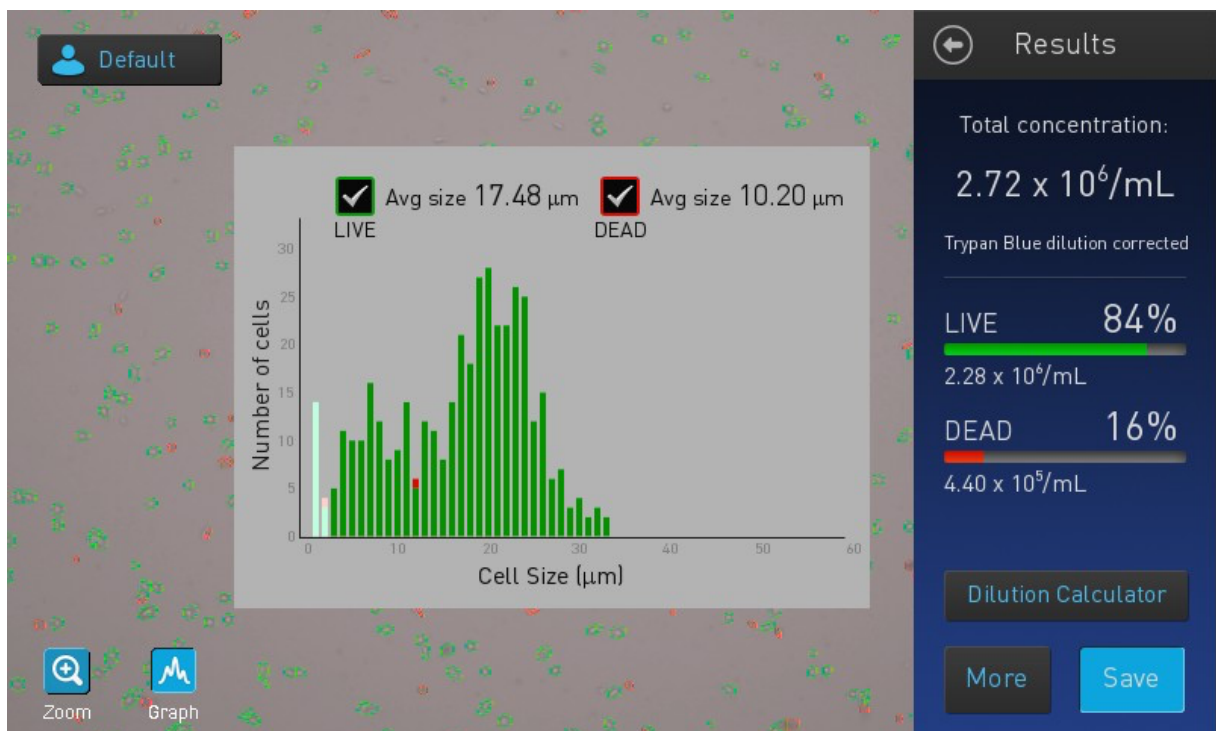 Default
Results
Total concentration:
2.72 x 10⁶/mL
Trypan Blue dilution corrected
LIVE 84%
2.28 x 10⁶/mL
DEAD 16%
4.40 x 10⁵/mL
Dilution Calculator
More Save
Avg size 17.48 µm Avg size 10.20 µm
LIVE DEAD
Number of cells
30
25
20
15
10
5
0
0 10 20 30 40 50 60
Cell Size (µm)
Zoom Graph